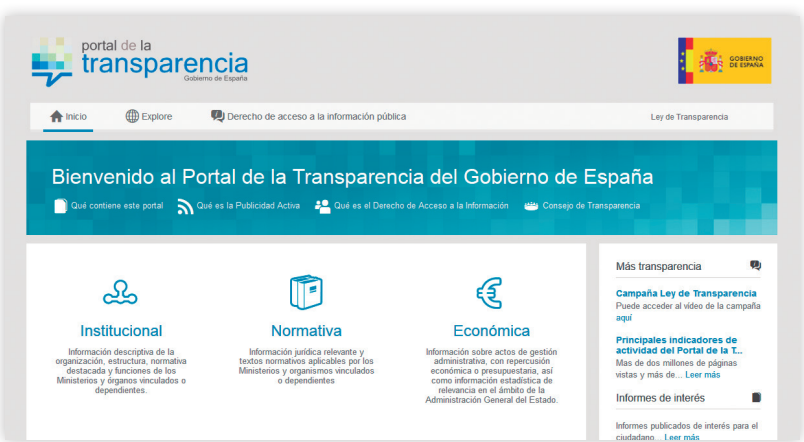 portal de la
transparencia
Gobierno de España
GOBIERNO
DE ESPAÑA
Inicio
Explore
Derecho de acceso a la información pública
Ley de Transparencia
Bienvenido al Portal de la Transparencia del Gobierno de España
Qué contiene este portal
Qué es la Publicidad Activa
Qué es el Derecho de Acceso a la Información
Consejo de Transparencia
Institucional
Información descriptiva de la
organización, estructura, normativa
destacada y funciones de los
Ministerios y órganos vinculados o
dependientes.
Normativa
Información jurídica relevante y
textos normativos aplicables por los
Ministerios y organismos vinculados
o dependientes
Económica
Información sobre actos de gestión
administrativa, con repercusión
económica o presupuestaria, así
como información estadística de
relevancia en el ámbito de la
Administración General del Estado.
Más transparencia
Campaña Ley de Transparencia
Puede acceder al vídeo de la campaña
aquí
Principales indicadores de
actividad del Portal de la T...
Mas de dos millones de páginas
vistas y más de... Leer más
Informes de interés
Informes publicados de interés para el
ciudadano... Leer más